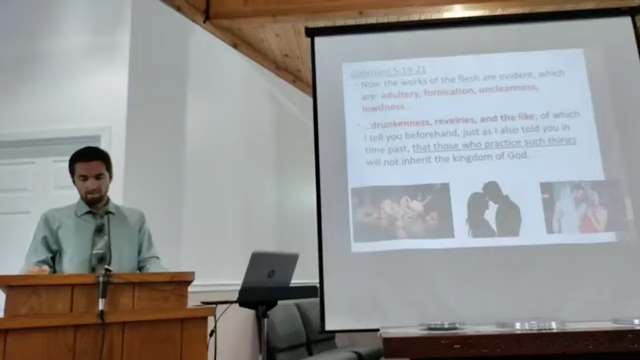 Galatians 5:19-21
Now the works of the flesh are evident, which
are: adultery, fornication, uncleanness,
lewdness...
...drunkenness, revelries, and the like; of which
I tell you beforehand, just as I also told you in
time past, that those who practice such things
will not inherit the kingdom of God.
hp